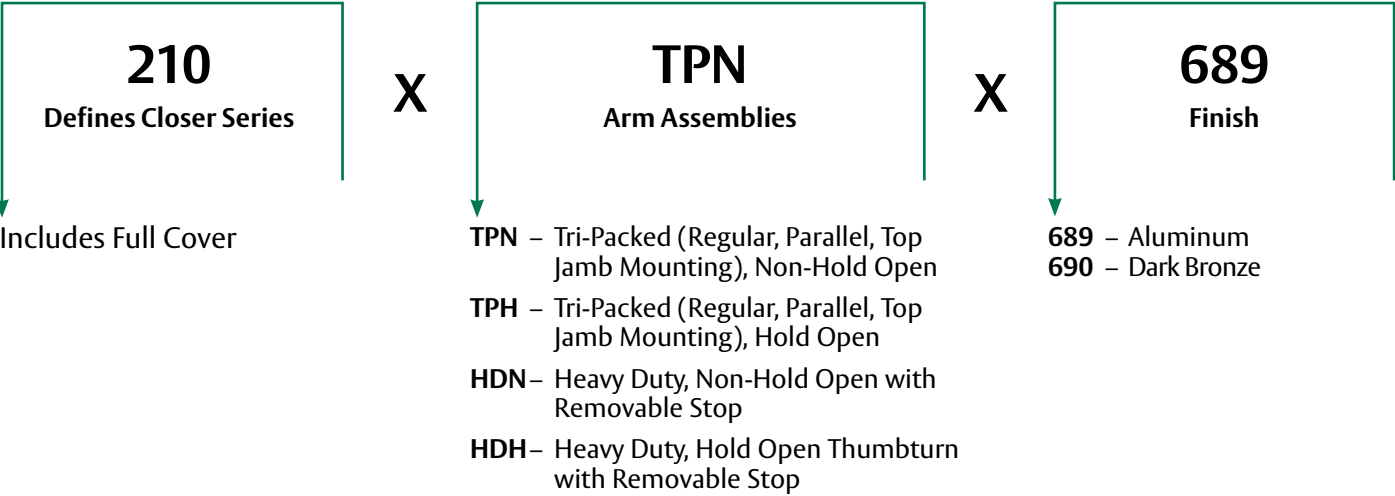 210
Defines Closer Series
X
TPN
Arm Assemblies
X
689
Finish
Includes Full Cover
TPN – Tri-Packed (Regular, Parallel, Top
Jamb Mounting), Non-Hold Open
TPH – Tri-Packed (Regular, Parallel, Top
Jamb Mounting), Hold Open
HDN – Heavy Duty, Non-Hold Open with
Removable Stop
HDH – Heavy Duty, Hold Open Thumbturn
with Removable Stop
689 – Aluminum
690 – Dark Bronze